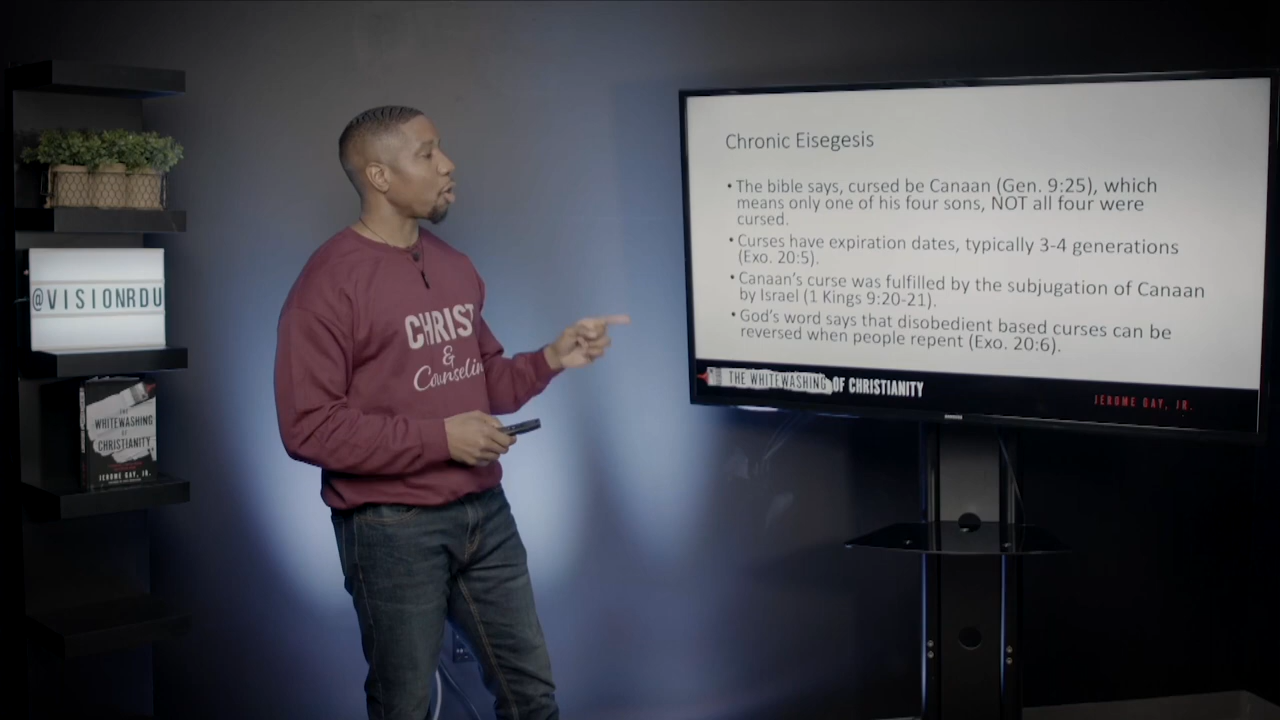 Chronic Eisegesis
• The bible says, cursed be Canaan (Gen. 9:25), which
means only one of his four sons, NOT all four were
cursed.
• Curses have expiration dates, typically 3-4 generations
(Exo. 20:5).
• Canaan's curse was fulfilled by the subjugation of Canaan
by Israel (1 Kings 9:20-21).
• God's word says that disobedient based curses can be
reversed when people repent (Exo. 20:6).
THE WHITEWASHING OF CHRISTIANITY
JEROME GAY, JR.
CHRIST
&
Counselin
@VISIONRDU
THE
WHITEWASHING
OF
CHRISTIANITY
JEROME GAY, JR.